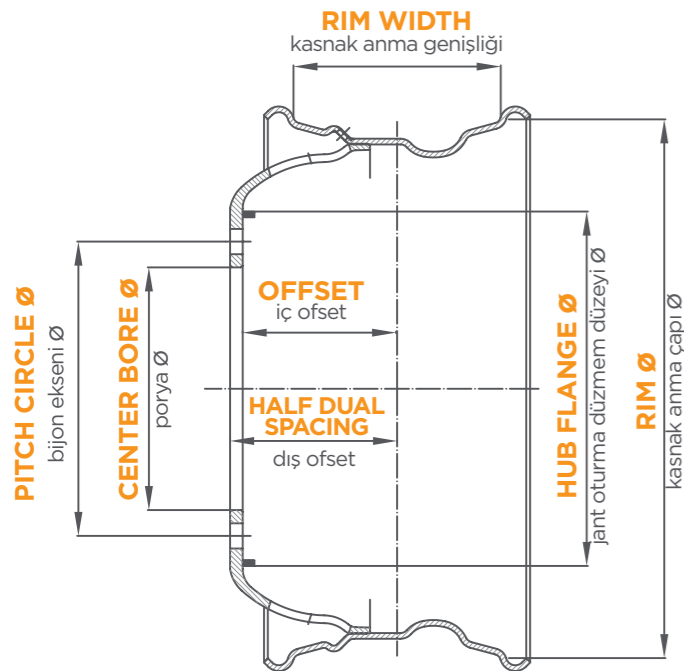 RIM WIDTH
kasnak anma genişliği
OFFSET
iç ofset
HALF DUAL
SPACING
dış ofset
PITCH CIRCLE Ø
bijon ekseni Ø
CENTER BORE Ø
porya Ø
HUB FLANGE Ø
jant oturma düzmem düzeyi Ø
RIM Ø
kasnak anma çapı Ø